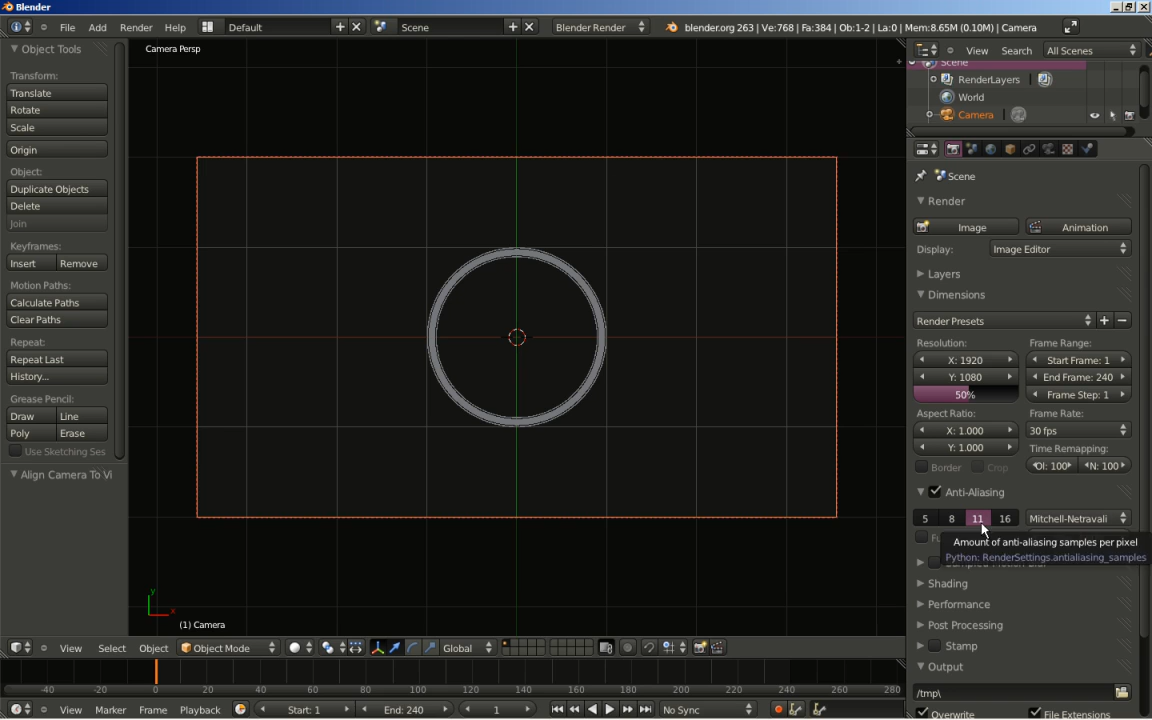 Blender
File Add Render Help Default Scene Blender Render blender.org 263 | Ve:768 | Fa:384 | Ob:1-2 | La:0 | Mem:8.65M (0.10M) | Camera
Object Tools
Transform:
Translate
Rotate
Scale
Origin
Object:
Duplicate Objects
Delete
Join
Keyframes:
Insert Remove
Motion Paths:
Calculate Paths
Clear Paths
Repeat:
Repeat Last
History...
Grease Pencil:
Draw Line
Poly Erase
Use Sketching Ses
Align Camera To Vi
Camera Persp
y
x
(1) Camera
View Select Object Object Mode Global
-40 -20 0 20 40 60 80 100 120 140 160 180 200 220 240 260 280
View Marker Frame Playback Start: 1 End: 240 1 No Sync
View Search All Scenes
Scene
RenderLayers
World
Camera
Scene
Render
Image Animation
Display: Image Editor
Layers
Dimensions
Render Presets
Resolution: Frame Range:
X: 1920 Start Frame: 1
Y: 1080 End Frame: 240
50% Frame Step: 1
Aspect Ratio: Frame Rate:
X: 1.000 30 fps
Y: 1.000 Time Remapping:
Border Crop :100 N: 100
Anti-Aliasing
5 8 11 16 Mitchell-Netravali
Amount of anti-aliasing samples per pixel
Python: RenderSettings.antialiasing_samples
Shading
Performance
Post Processing
Stamp
Output
/tmp\
Overwrite File Extensions